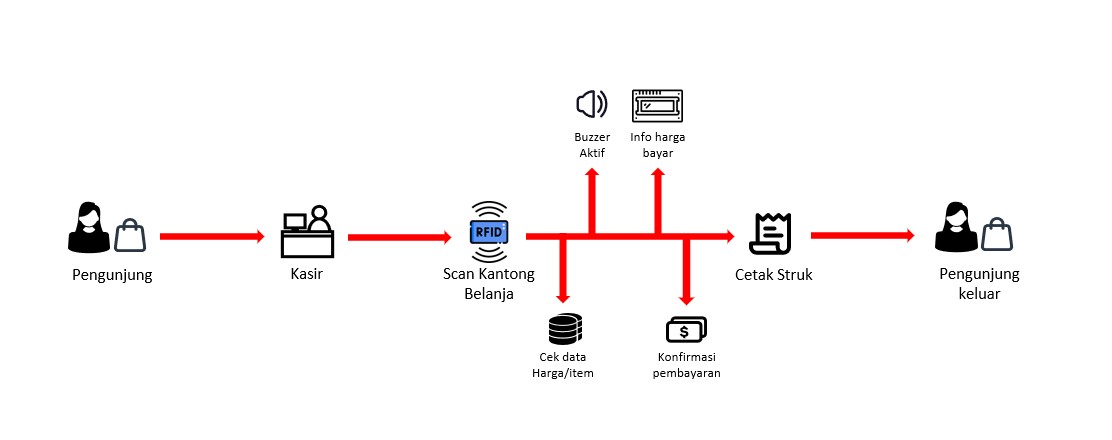 Buzzer
Aktif
Info harga
bayar
RFID
Pengunjung
Kasir
Scan Kantong
Belanja
Cetak Struk
Pengunjung
keluar
$
Cek data
Harga/item
Konfirmasi
pembayaran